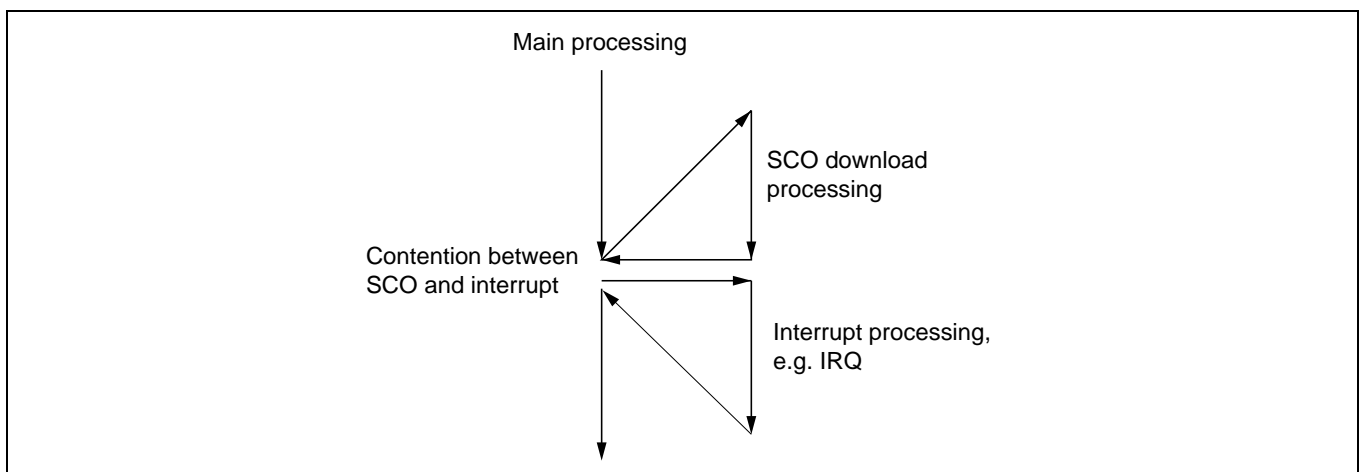 Main processing
SCO download
processing
Contention between
SCO and interrupt
Interrupt processing,
e.g. IRQ